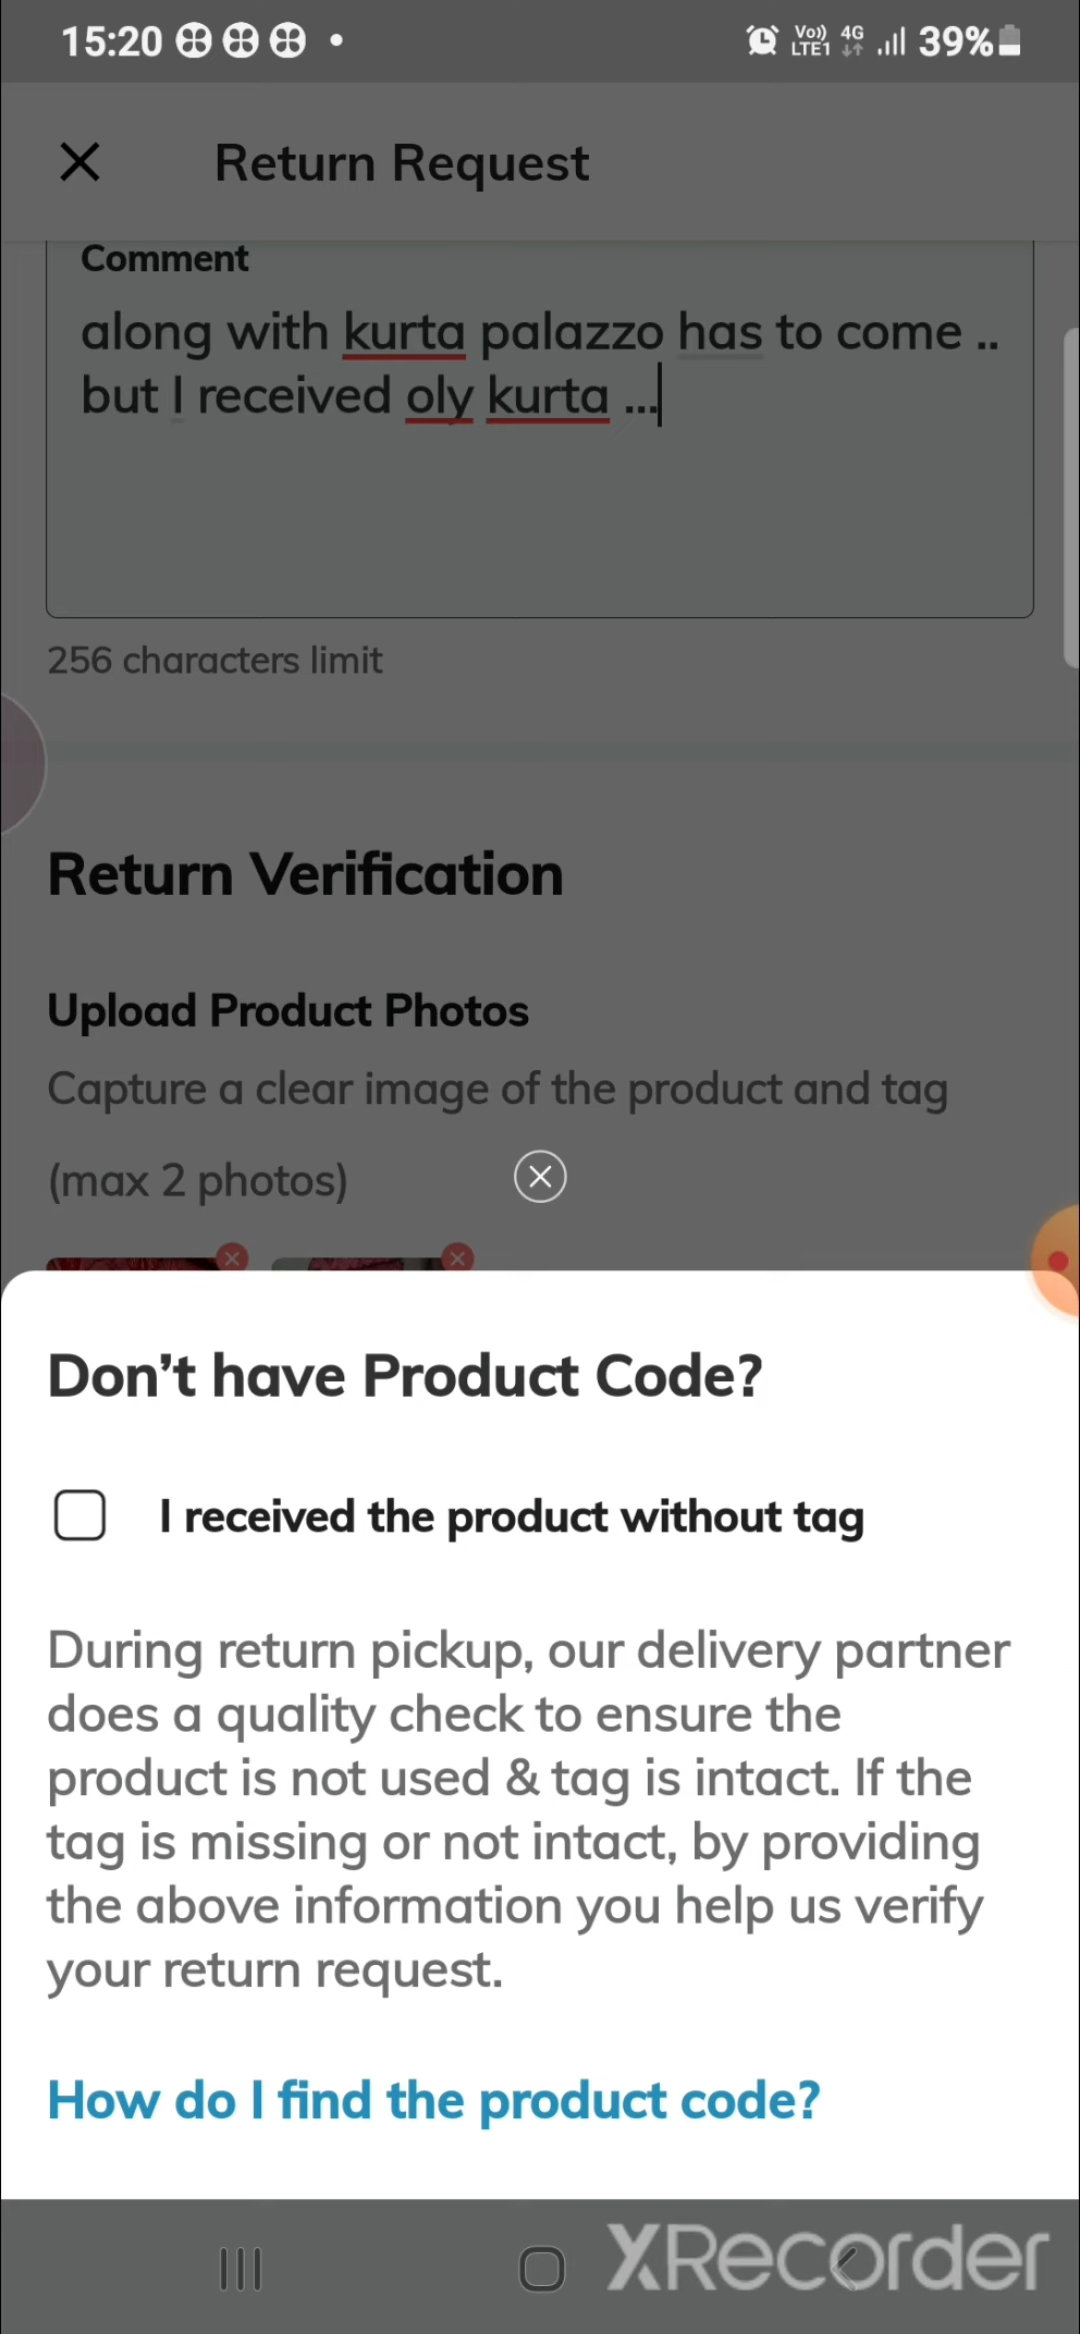 15:20
Vo)) 4G 39%
LTE1
Return Request
Comment
along with kurta palazzo has to come ..
but I received oly kurta ...
256 characters limit
Return Verification
Upload Product Photos
Capture a clear image of the product and tag
(max 2 photos)
Don't have Product Code?
I received the product without tag
During return pickup, our delivery partner
does a quality check to ensure the
product is not used & tag is intact. If the
tag is missing or not intact, by providing
the above information you help us verify
your return request.
How do I find the product code?
XRecorder